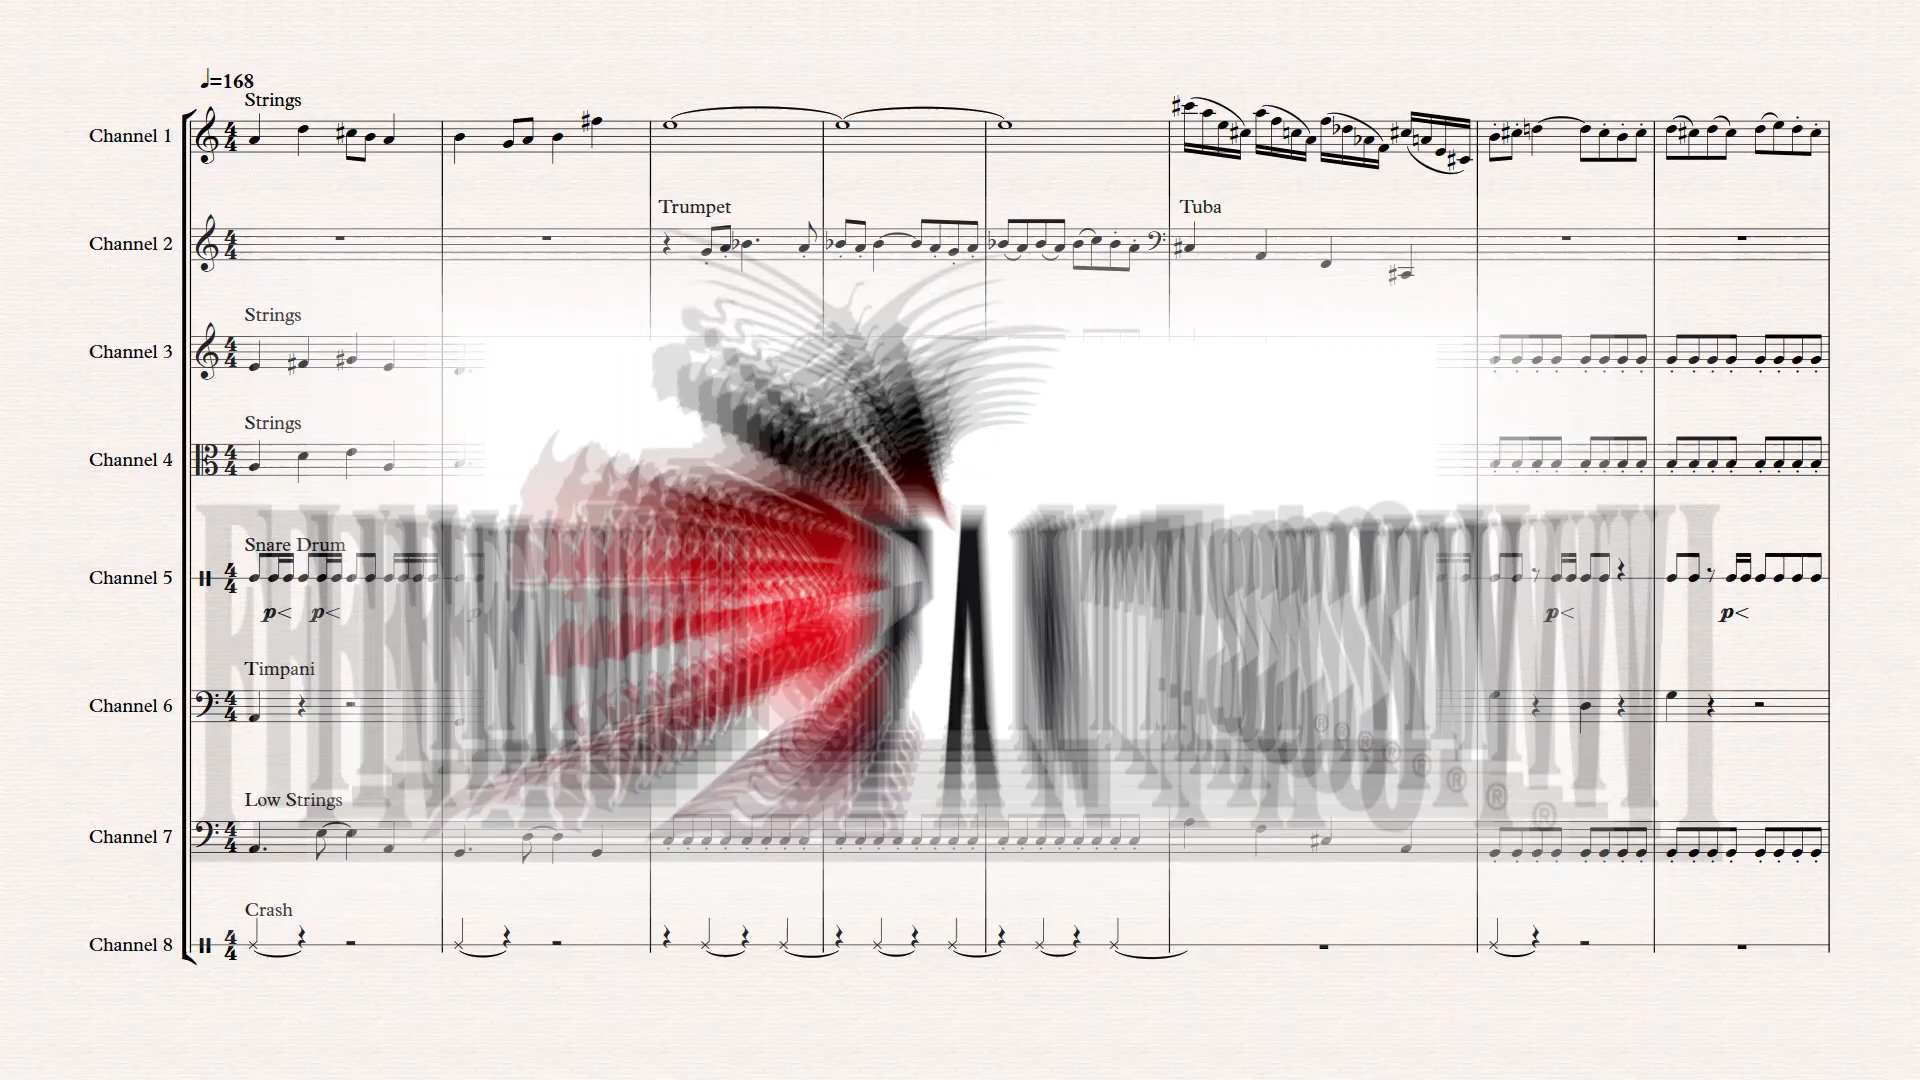 ♩=168
Strings
Channel 1
Trumpet
Tuba
Channel 2
Strings
Channel 3
Strings
Channel 4
Snare Drum
Channel 5
p p p p p
Timpani
Channel 6
Low Strings
Channel 7
Crash
Channel 8